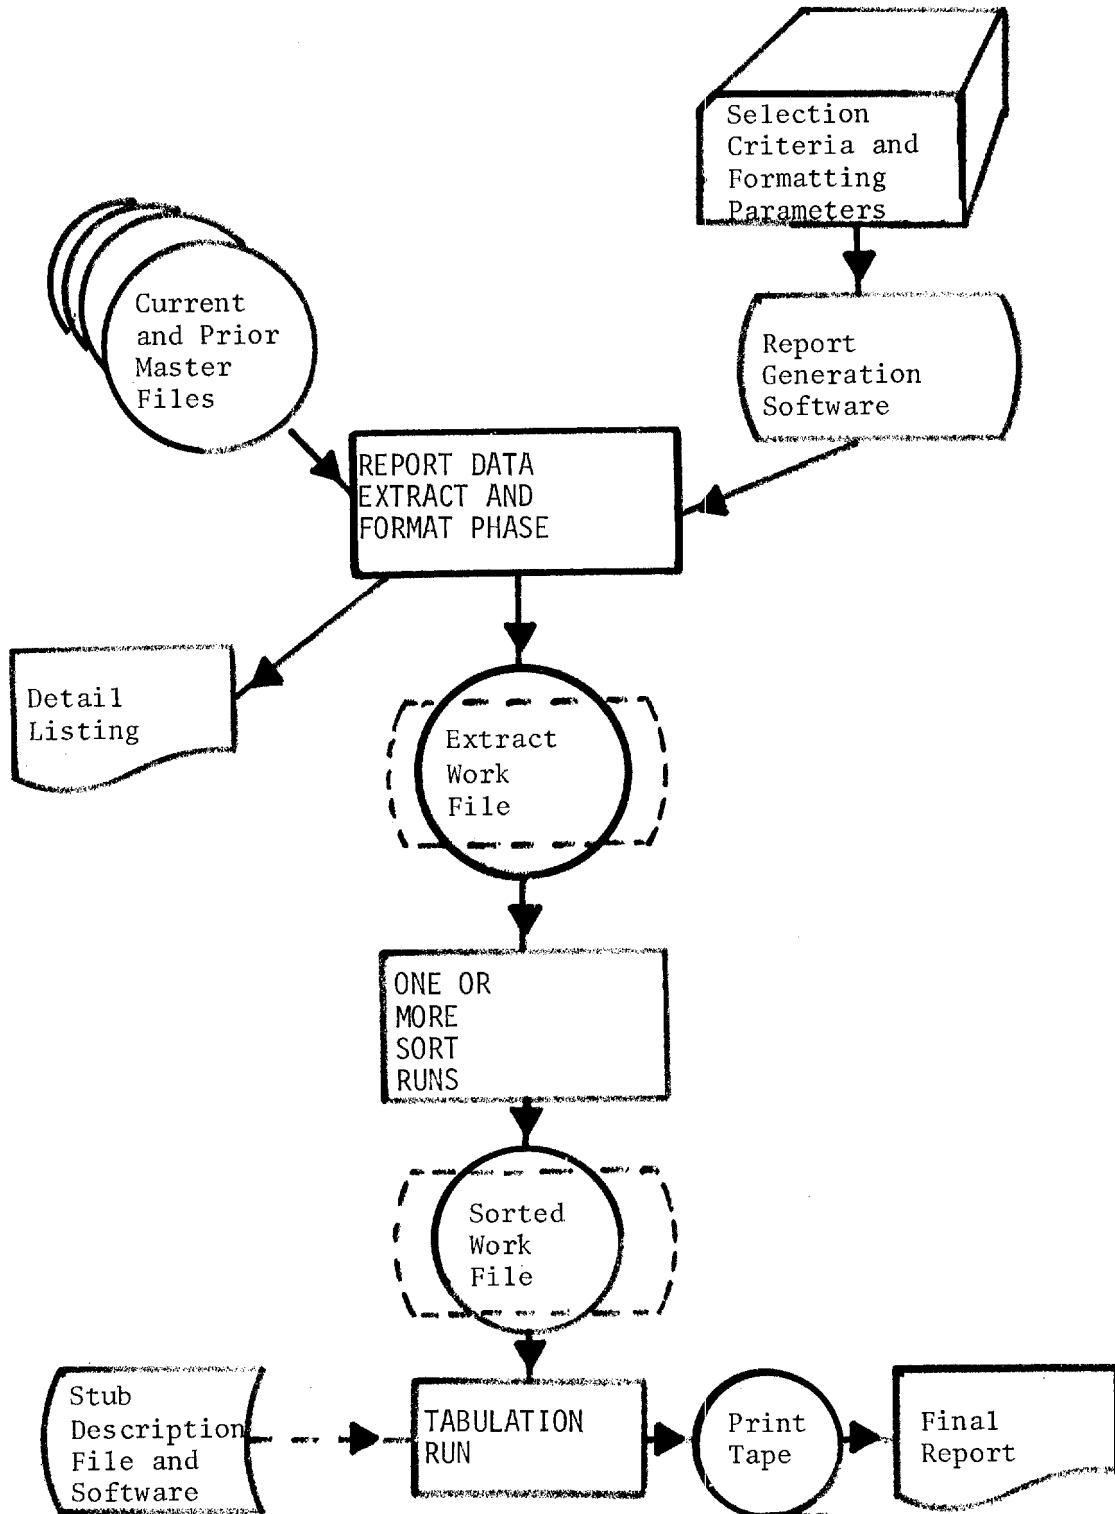 Selection
Criteria and
Formatting
Parameters
Current
and Prior
Master
Files
Report
Generation
Software
REPORT DATA
EXTRACT AND
FORMAT PHASE
Detail
Listing
Extract
Work
File
ONE OR
MORE
SORT
RUNS
Sorted
Work
File
Stub
Description
File and
Software
TABULATION
RUN
Print
Tape
Final
Report